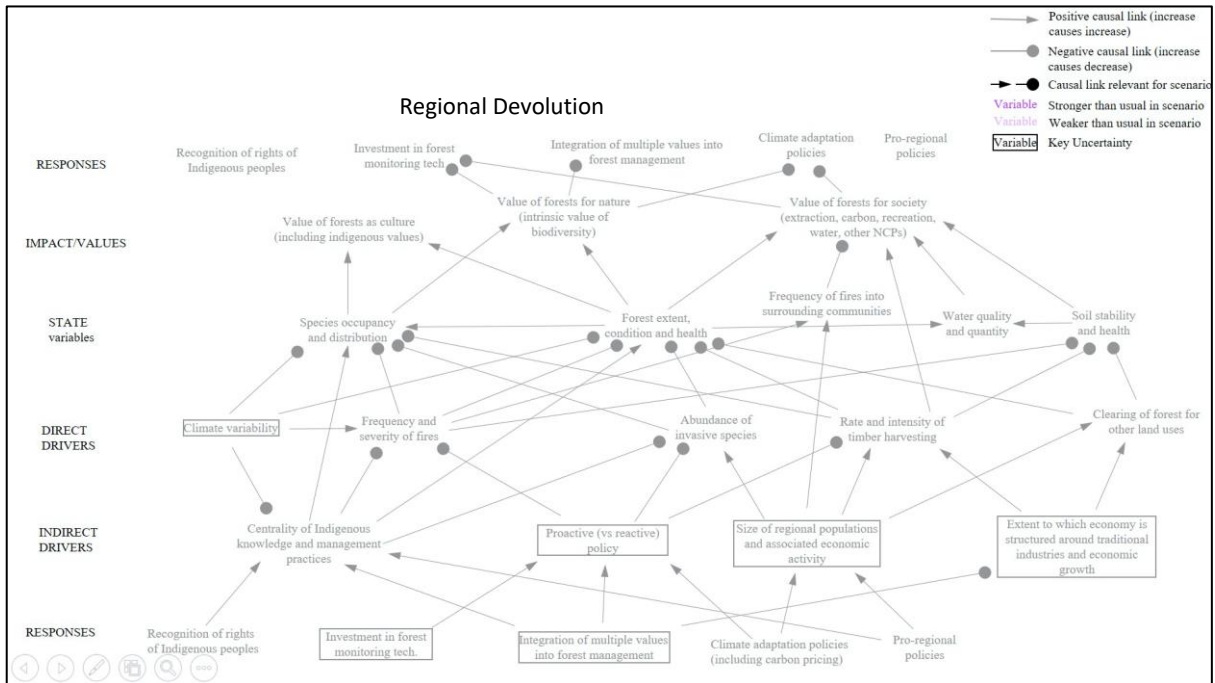 Positive causal link (increase
causes increase)
Negative causal link (increase
causes decrease)
Causal link relevant for scenario
Variable Stronger than usual in scenario
Variable Weaker than usual in scenario
Variable Key Uncertainty
Regional Devolution
RESPONSES
Recognition of rights of
Indigenous peoples
Investment in forest
monitoring tech.
Integration of multiple values into
forest management
Climate adaptation
policies
Pro-regional
policies
IMPACT/VALUES
Value of forests as culture
(including indigenous values)
Value of forests for nature
(intrinsic value of
biodiversity)
Value of forests for society
(extraction, carbon, recreation,
water, other NCPs)
STATE
variables
Species occupancy
and distribution
Forest extent,
condition and health
Frequency of fires into
surrounding communities
Water quality
and quantity
Soil stability
and health
DIRECT
DRIVERS
Climate variability
Frequency and
severity of fires
Abundance of
invasive species
Rate and intensity of
timber harvesting
Clearing of forest for
other land uses
INDIRECT
DRIVERS
Centrality of Indigenous
knowledge and management
practices
Proactive (vs reactive)
policy
Size of regional populations
and associated economic
activity
Extent to which economy is
structured around traditional
industries and economic
growth
RESPONSES
Recognition of rights
of Indigenous peoples
Investment in forest
monitoring tech.
Integration of multiple values
into forest management
Climate adaptation policies
(including carbon pricing)
Pro-regional
policies